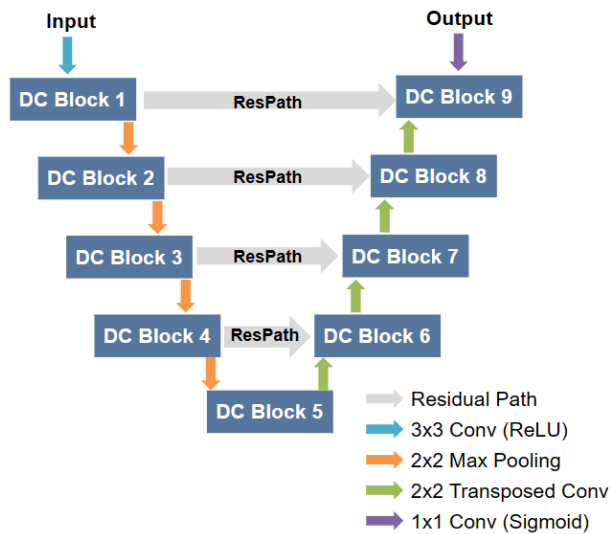 Input
Output
DC Block 1
ResPath
DC Block 9
DC Block 2
ResPath
DC Block 8
DC Block 3
ResPath
DC Block 7
DC Block 4
ResPath
DC Block 6
DC Block 5
Residual Path
3x3 Conv (ReLU)
2x2 Max Pooling
2x2 Transposed Conv
1x1 Conv (Sigmoid)